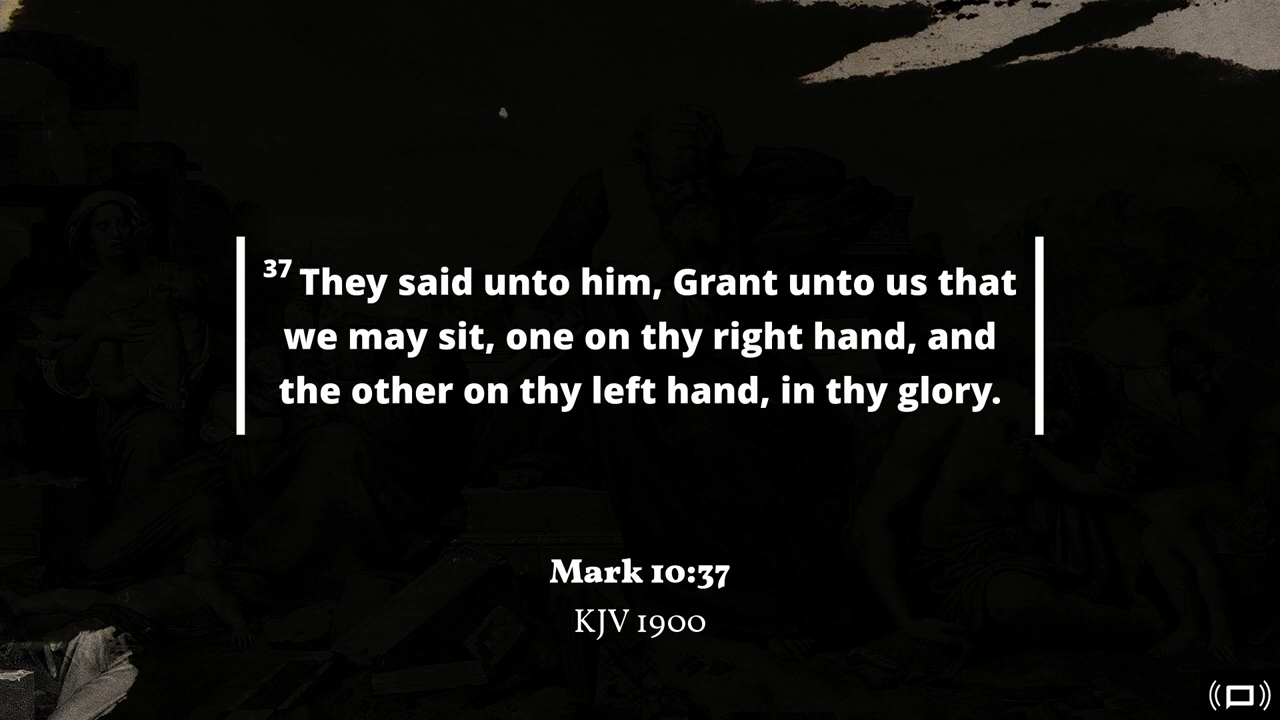 37 They said unto him, Grant unto us that
we may sit, one on thy right hand, and
the other on thy left hand, in thy glory.
Mark 10:37
KJV 1900